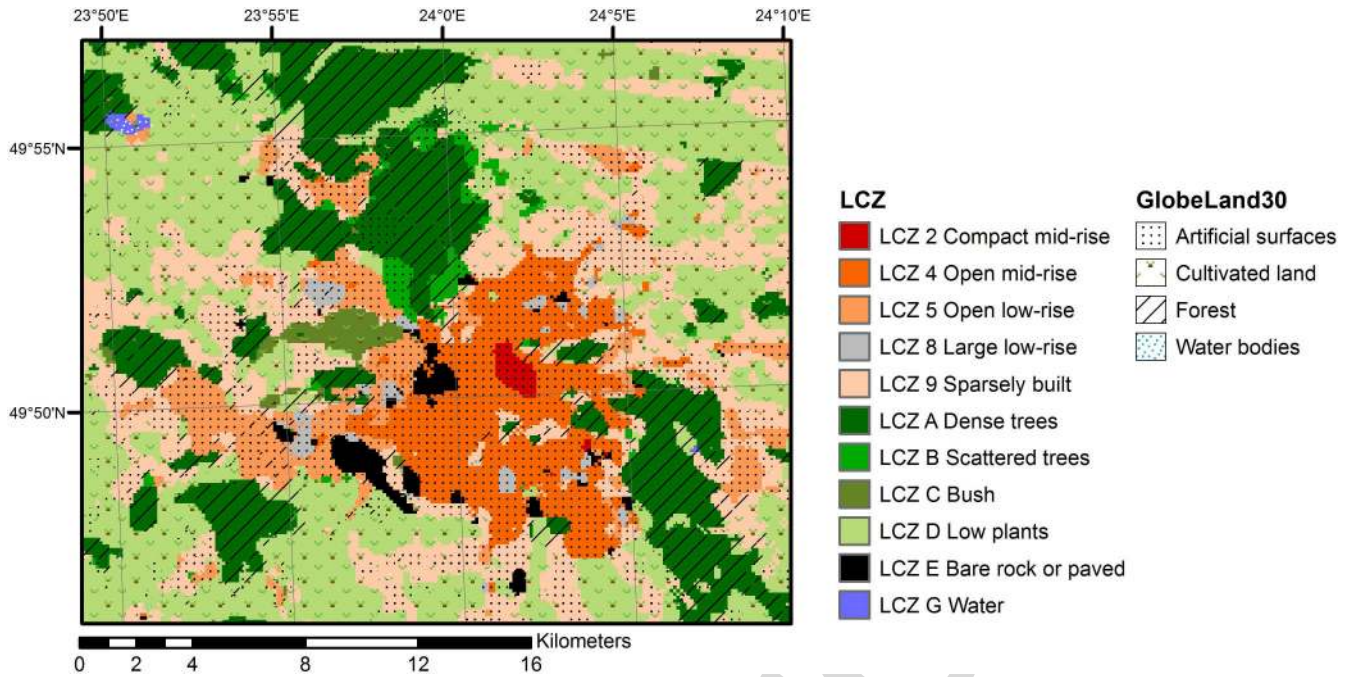 23°50'E 23°55'E 24°0'E 24°5'E 24°10'E
49°55'N
49°50'N
Kilometers
0 2 4 8 12 16
LCZ
LCZ 2 Compact mid-rise
LCZ 4 Open mid-rise
LCZ 5 Open low-rise
LCZ 8 Large low-rise
LCZ 9 Sparsely built
LCZ A Dense trees
LCZ B Scattered trees
LCZ C Bush
LCZ D Low plants
LCZ E Bare rock or paved
LCZ G Water
GlobeLand30
Artificial surfaces
Cultivated land
Forest
Water bodies